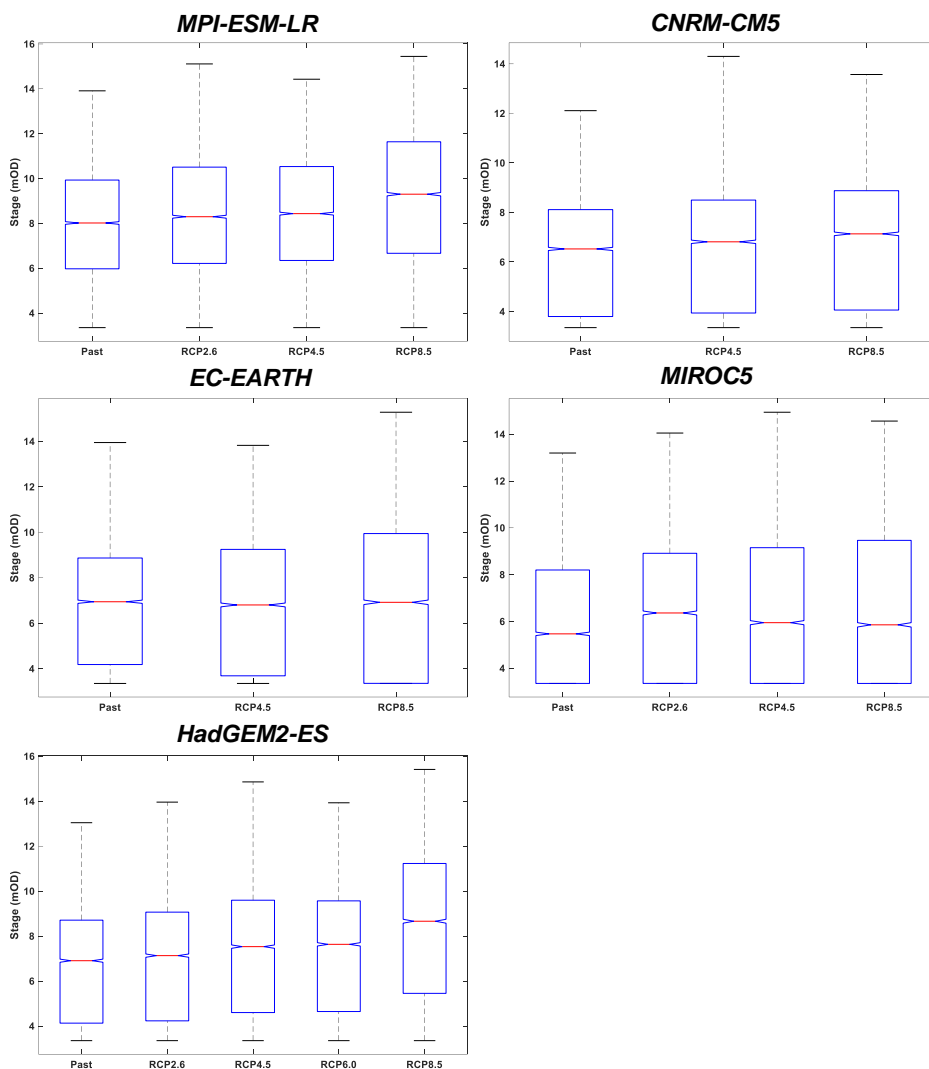 MPI-ESM-LR
Stage (mOD)
16
14
12
10
8
6
4
Past RCP2.6 RCP4.5 RCP8.5
CNRM-CM5
Stage (mOD)
14
12
10
8
6
4
Past RCP4.5 RCP8.5
EC-EARTH
Stage (mOD)
14
12
10
8
6
4
Past RCP4.5 RCP8.5
MIROC5
Stage (mOD)
14
12
10
8
6
4
Past RCP2.6 RCP4.5 RCP8.5
HadGEM2-ES
Stage (mOD)
16
14
12
10
8
6
4
Past RCP2.6 RCP4.5 RCP6.0 RCP8.5